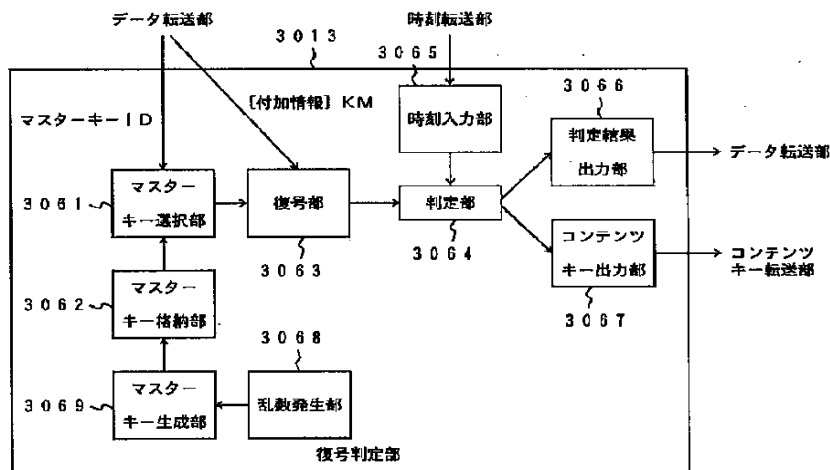 データ転送部
時刻転送部
3013
3065
マスターキーID
[付加情報] KM
時刻入力部
3066
判定結果
出力部
データ転送部
3061
マスター
キー選択部
復号部
判定部
3063
3064
コンテンツ
キー出力部
コンテンツ
キー転送部
3062
マスター
キー格納部
3067
3068
3069
マスター
キー生成部
乱数発生部
復号判定部